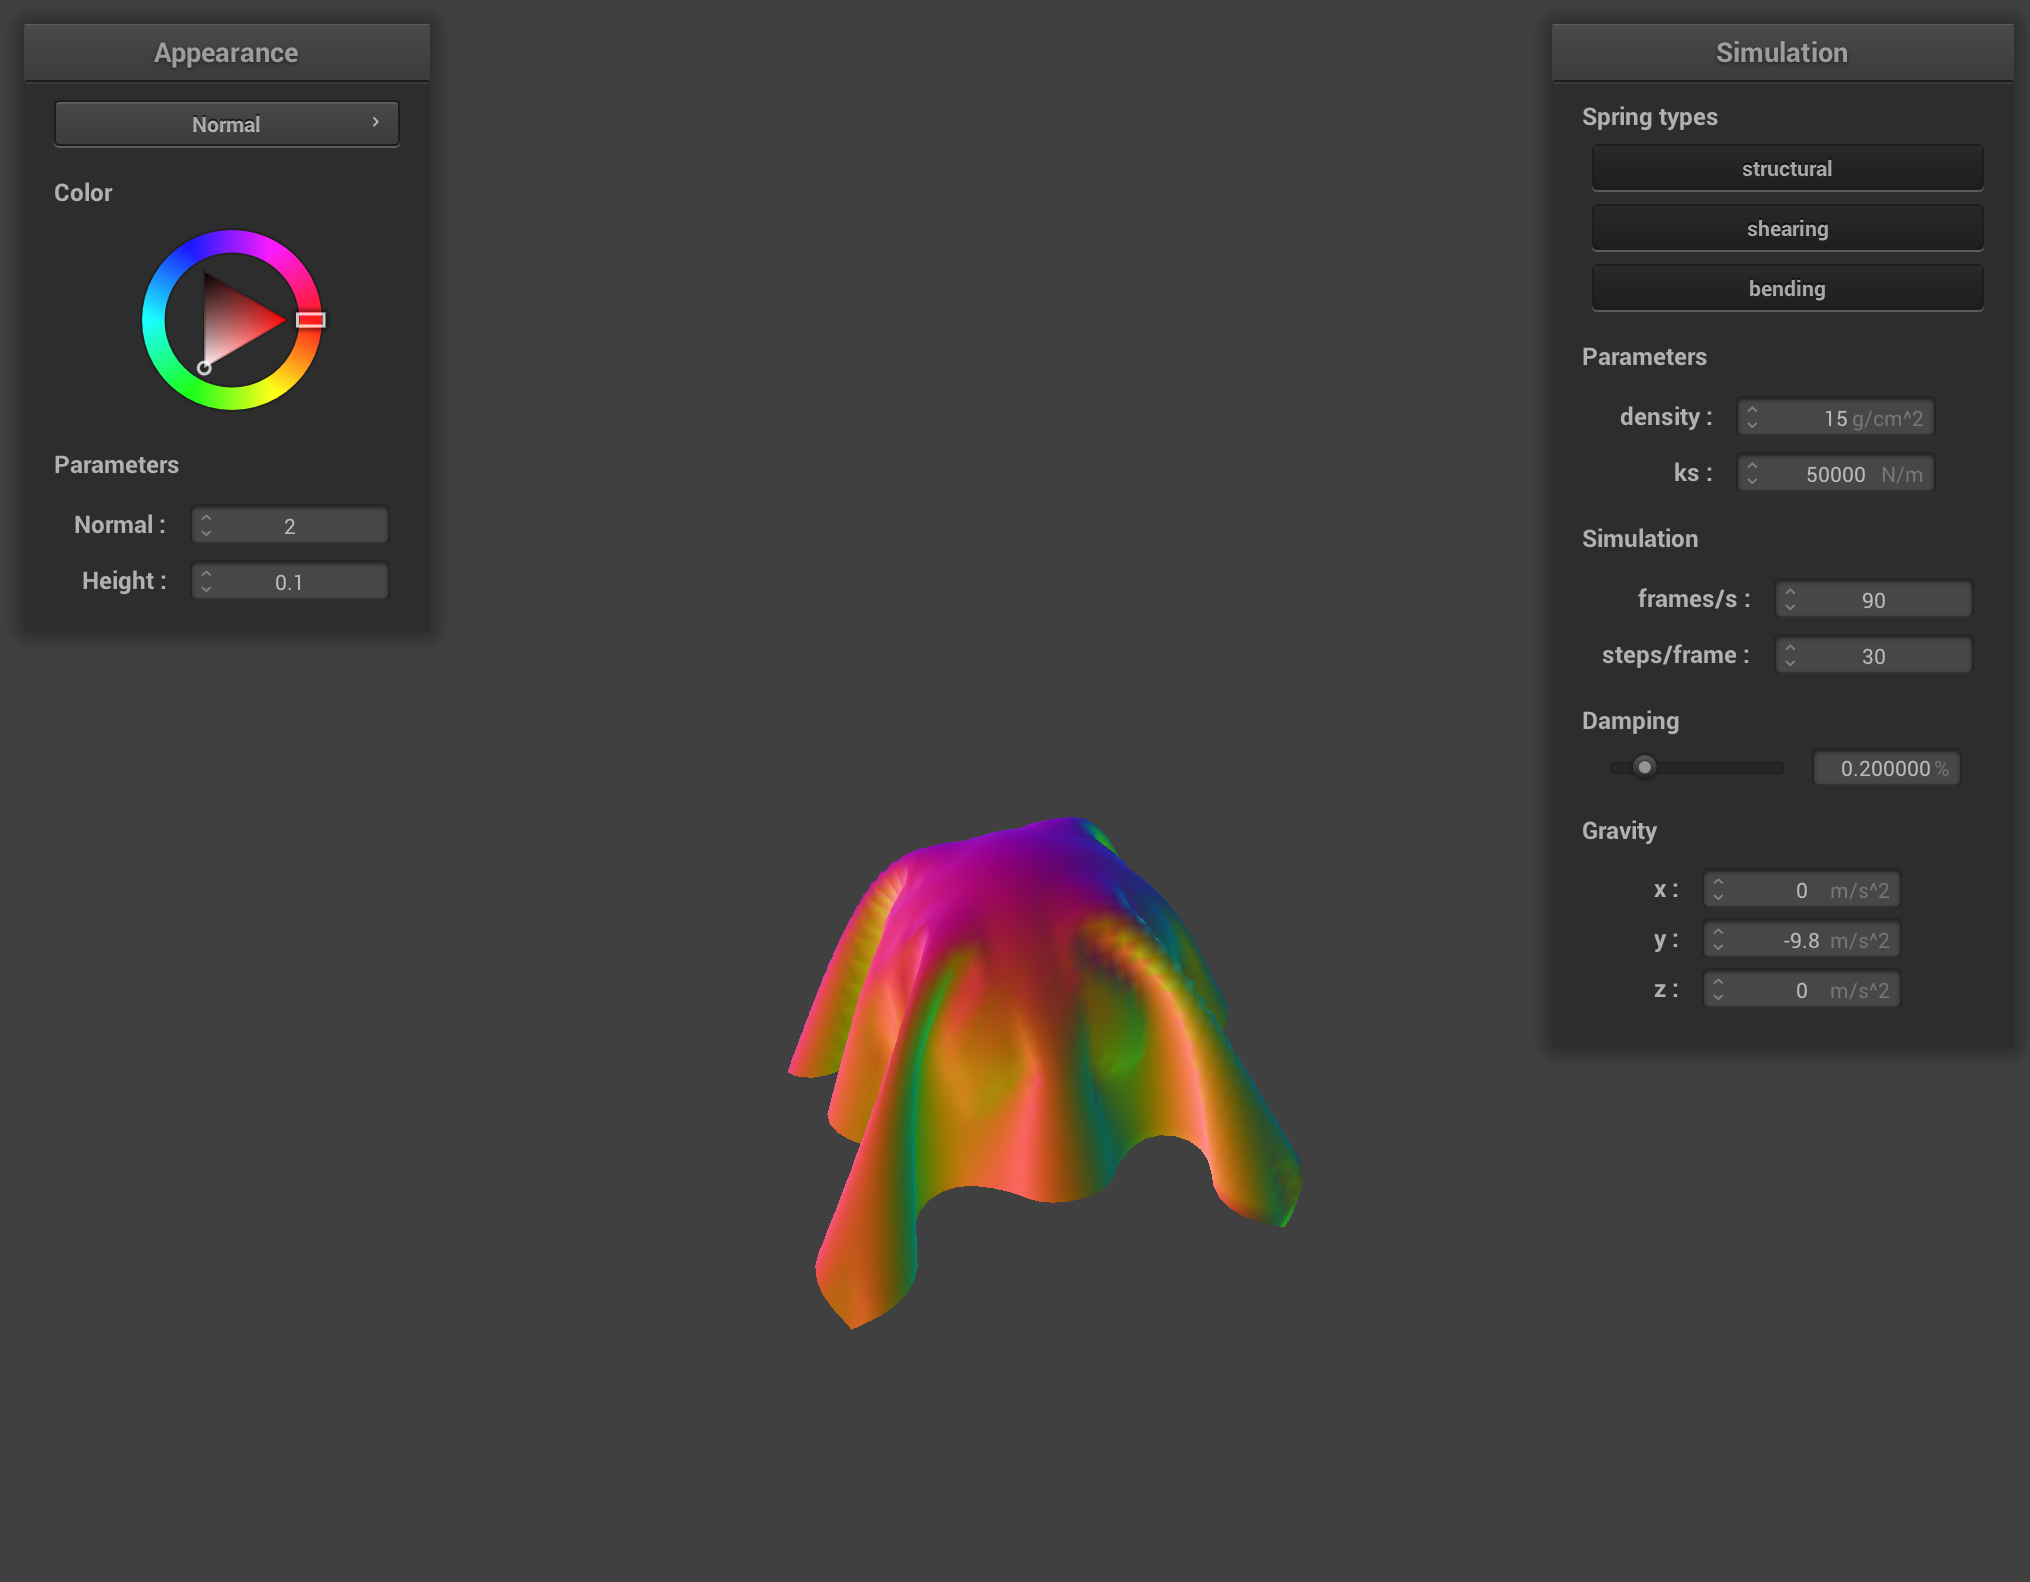 Appearance
Normal
Color
Parameters
Normal : 2
Height : 0.1
Simulation
Spring types
structural
shearing
bending
Parameters
density : 15 g/cm^2
ks : 50000 N/m
Simulation
frames/s : 90
steps/frame : 30
Damping
0.200000 %
Gravity
x : 0 m/s^2
y : -9.8 m/s^2
z : 0 m/s^2